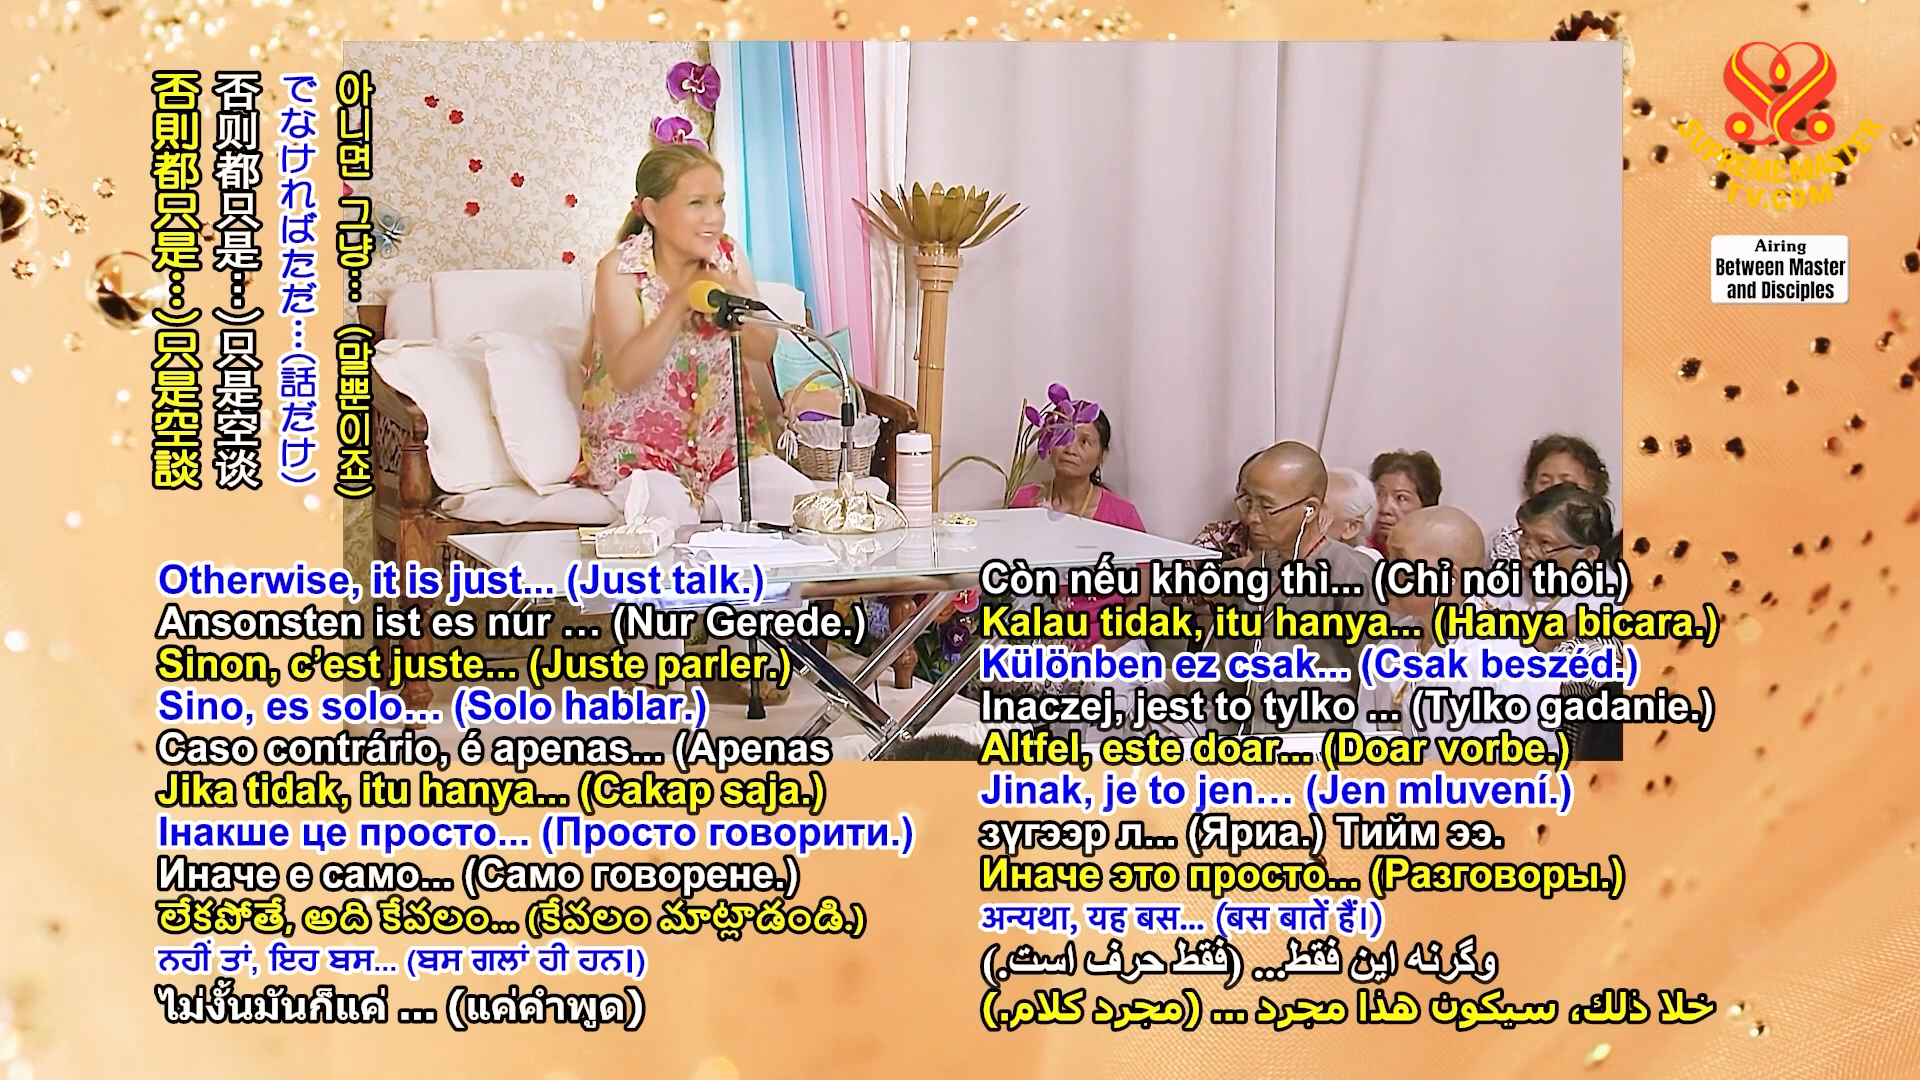 否則都只是…）只是空談
否则都只是…）只是空谈
でなければただ…（話だけ）
아니면 그냥… (말뿐이죠)
SUPREME MASTER
TV.COM
Airing
Between Master
and Disciples
Otherwise, it is just... (Just talk.)
Ansonsten ist es nur … (Nur Gerede.)
Sinon, c’est juste... (Juste parler.)
Sino, es solo… (Solo hablar.)
Caso contrário, é apenas... (Apenas
Jika tidak, itu hanya... (Cakap saja.)
Інакше це просто... (Просто говорити.)
Иначе е само... (Само говорене.)
లేకపోతే, అది కేవలం... (కేవలం మాట్లాడండి.)
ਨਹੀਂ ਤਾਂ, ਇਹ ਬਸ... (ਬਸ ਗਲਾਂ ਹੀ ਹਨ।)
ไม่งั้นมันก็แค่ ... (แค่คำพูด)
Còn nếu không thì... (Chỉ nói thôi.)
Kalau tidak, itu hanya... (Hanya bicara.)
Különben ez csak... (Csak beszéd.)
Inaczej, jest to tylko ... (Tylko gadanie.)
Altfel, este doar... (Doar vorbe.)
Jinak, je to jen… (Jen mluvení.)
зүгээр л... (Яриа.) Тийм ээ.
Иначе это просто... (Разговоры.)
अन्यथा, यह बस... (बस बातें हैं।)
وگرنه این فقط... (فقط حرف است.)
خلا ذلك، سيكون هذا مجرد ... (مجرد كلام.)